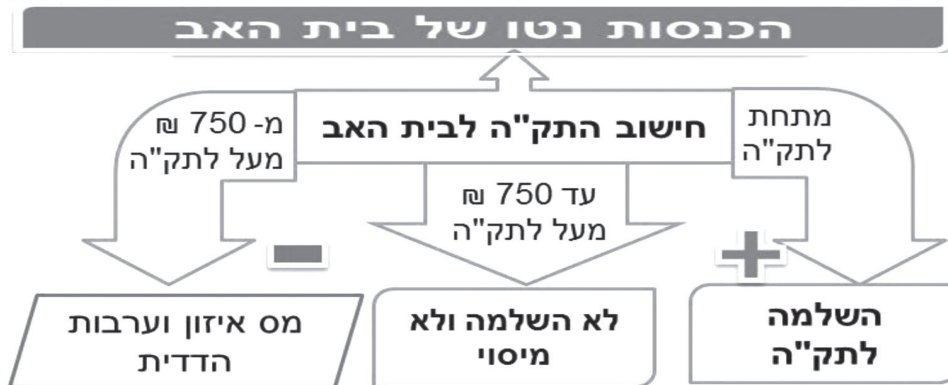 הכנסות נטו של בית האב
חישוב התק"ה לבית האב
מתחת
לתק"ה
עד 750 ₪
מעל לתק"ה
מ- 750 ₪
מעל לתק"ה
השלמה
לתק"ה
לא השלמה ולא
מיסוי
מס איזון וערבות
הדדית